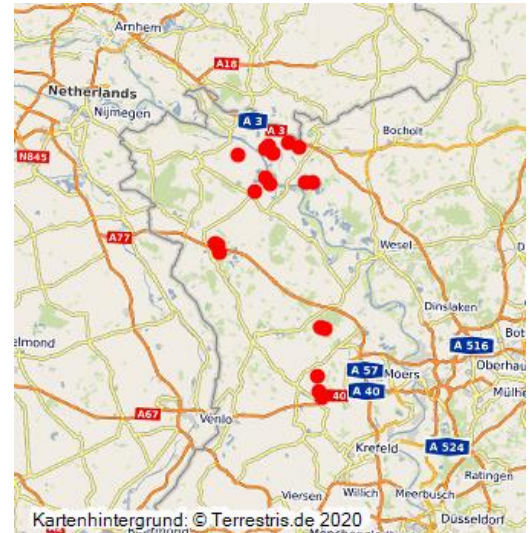 Arnhem
A18
Netherlands
Nijmegen
A 3
A 3
Bocholt
N845
A77
Wesel
Dinslaken
Bot
A 516
elmond
Oberhau
A 57
Moers
A 40
40
Mülhe
A67
Venlo
Krefeld
A 524
Ratingen
Viersen
Willich
Meerbusch
Düsseldorf
Kartenhintergrund: © Terrestris.de 2020